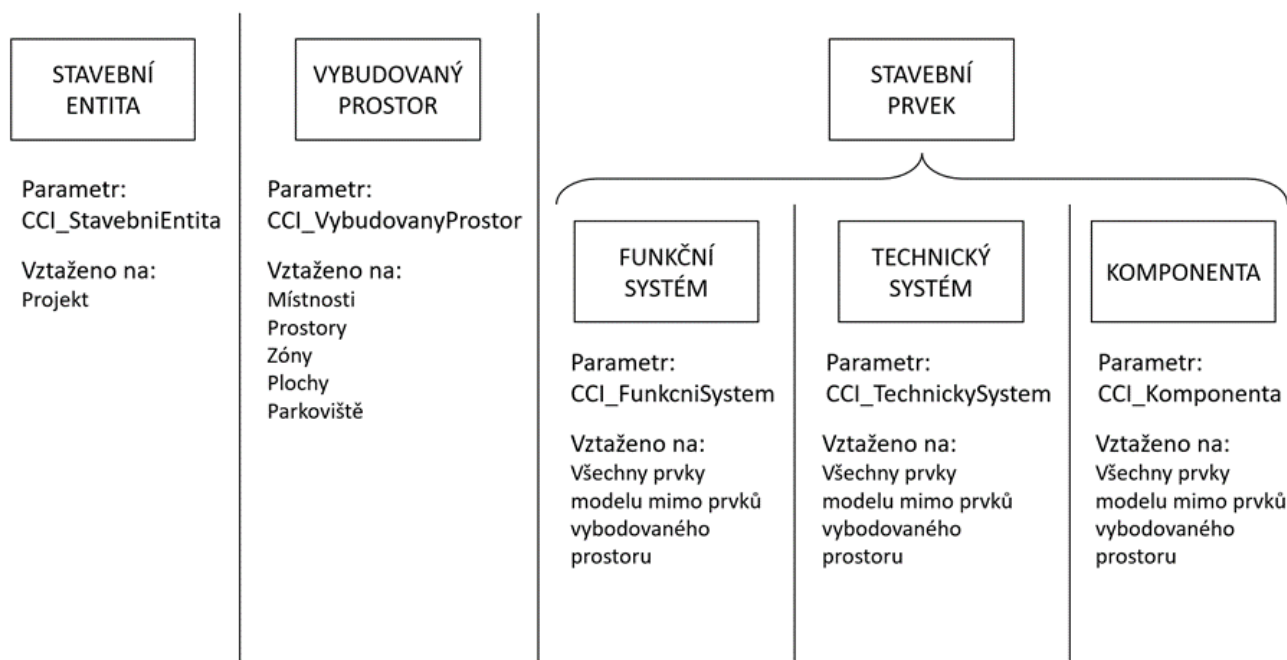 STAVEBNÍ
ENTITA
Parametr:
CCI_StavebniEntita
Vztaženo na:
Projekt
VYBUDOVANÝ
PROSTOR
Parametr:
CCI_VybudovanyProstor
Vztaženo na:
Místnosti
Prostory
Zóny
Plochy
Parkoviště
STAVEBNÍ
PRVEK
FUNKČNÍ
SYSTÉM
Parametr:
CCI_FunkcniSystem
Vztaženo na:
Všechny prvky
modelu mimo prvků
vybodovaného
prostoru
TECHNICKÝ
SYSTÉM
Parametr:
CCI_TechnickySystem
Vztaženo na:
Všechny prvky
modelu mimo prvků
vybodovaného
prostoru
KOMPONENTA
Parametr:
CCI_Komponenta
Vztaženo na:
Všechny prvky
modelu mimo prvků
vybodovaného
prostoru